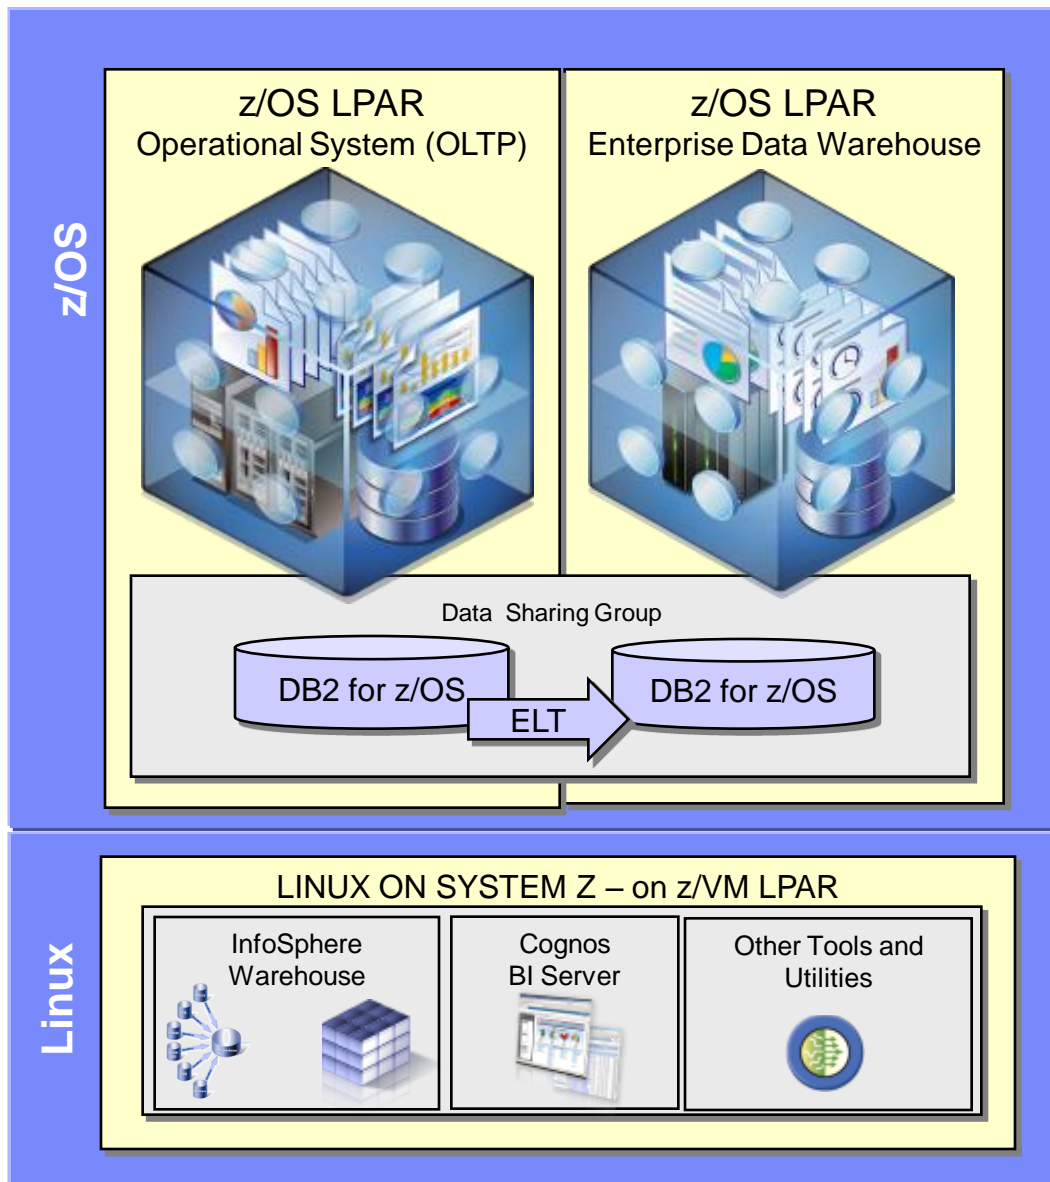 z/OS
z/OS LPAR
Operational System (OLTP)
z/OS LPAR
Enterprise Data Warehouse
Data Sharing Group
DB2 for z/OS
ELT
DB2 for z/OS
Linux
LINUX ON SYSTEM Z – on z/VM LPAR
InfoSphere
Warehouse
Cognos
BI Server
Other Tools and
Utilities